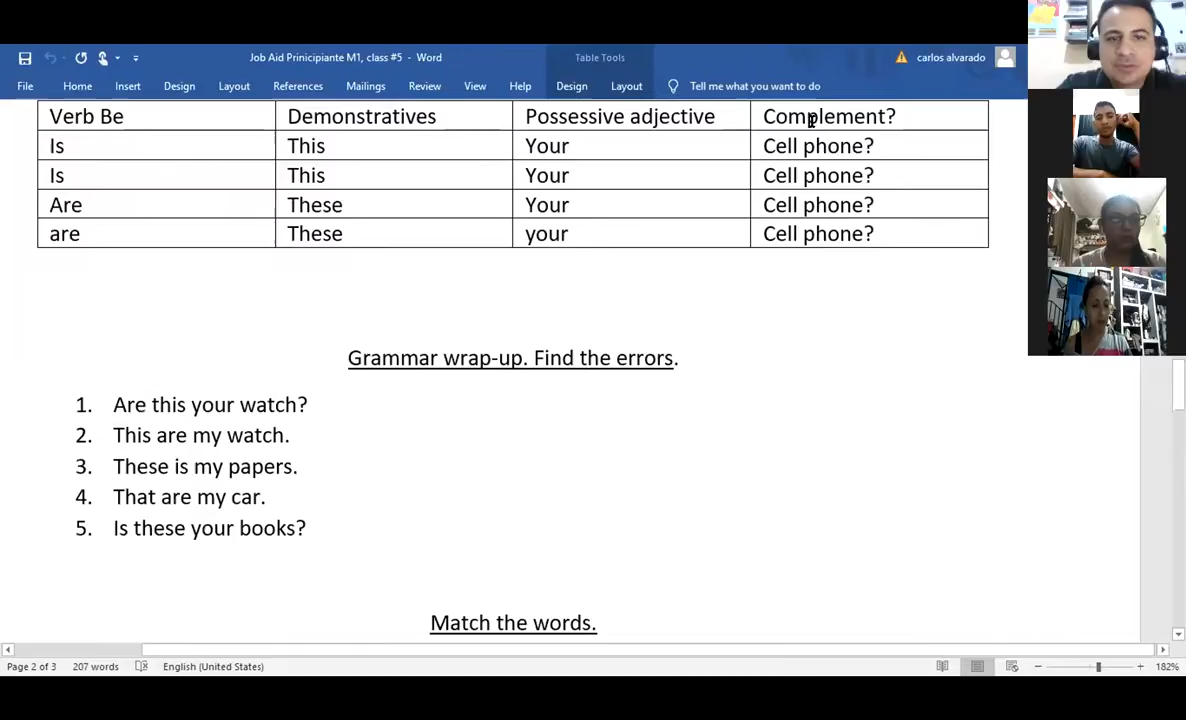 Job Aid Prinicipiante M1, class #5 - Word
Table Tools
carlos alvarado
File Home Insert Design Layout References Mailings Review View Help Design Layout Tell me what you want to do
Verb Be Demonstratives Possessive adjective Complement?
Is This Your Cell phone?
Is This Your Cell phone?
Are These Your Cell phone?
are These your Cell phone?
Grammar wrap-up. Find the errors.
1. Are this your watch?
2. This are my watch.
3. These is my papers.
4. That are my car.
5. Is these your books?
Match the words.
Page 2 of 3 207 words English (United States) 182%